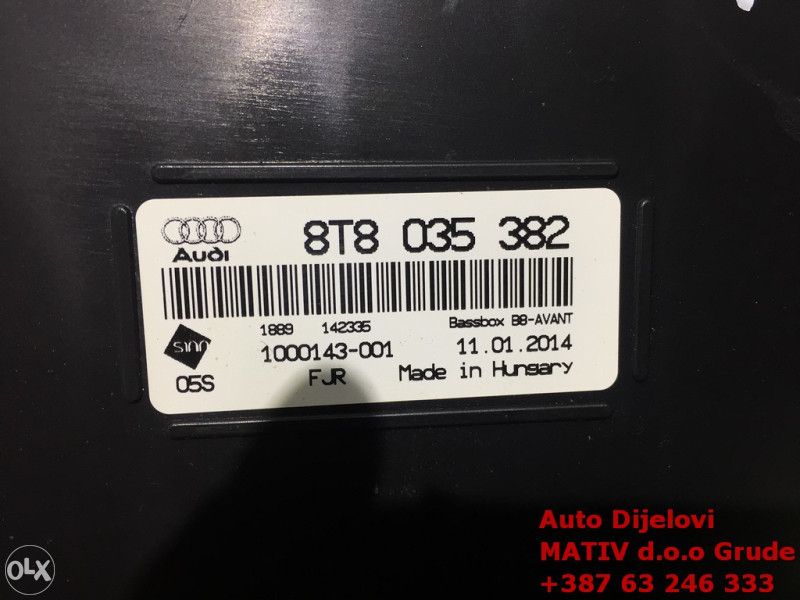 Audi
8T8 035 382
1889 142335
Bassbox B8-AVANT
1000143-001
11.01.2014
05S
FJR
Made in Hungary
Auto Dijelovi
MATIV d.o.o Grude
+387 63 246 333
OLX